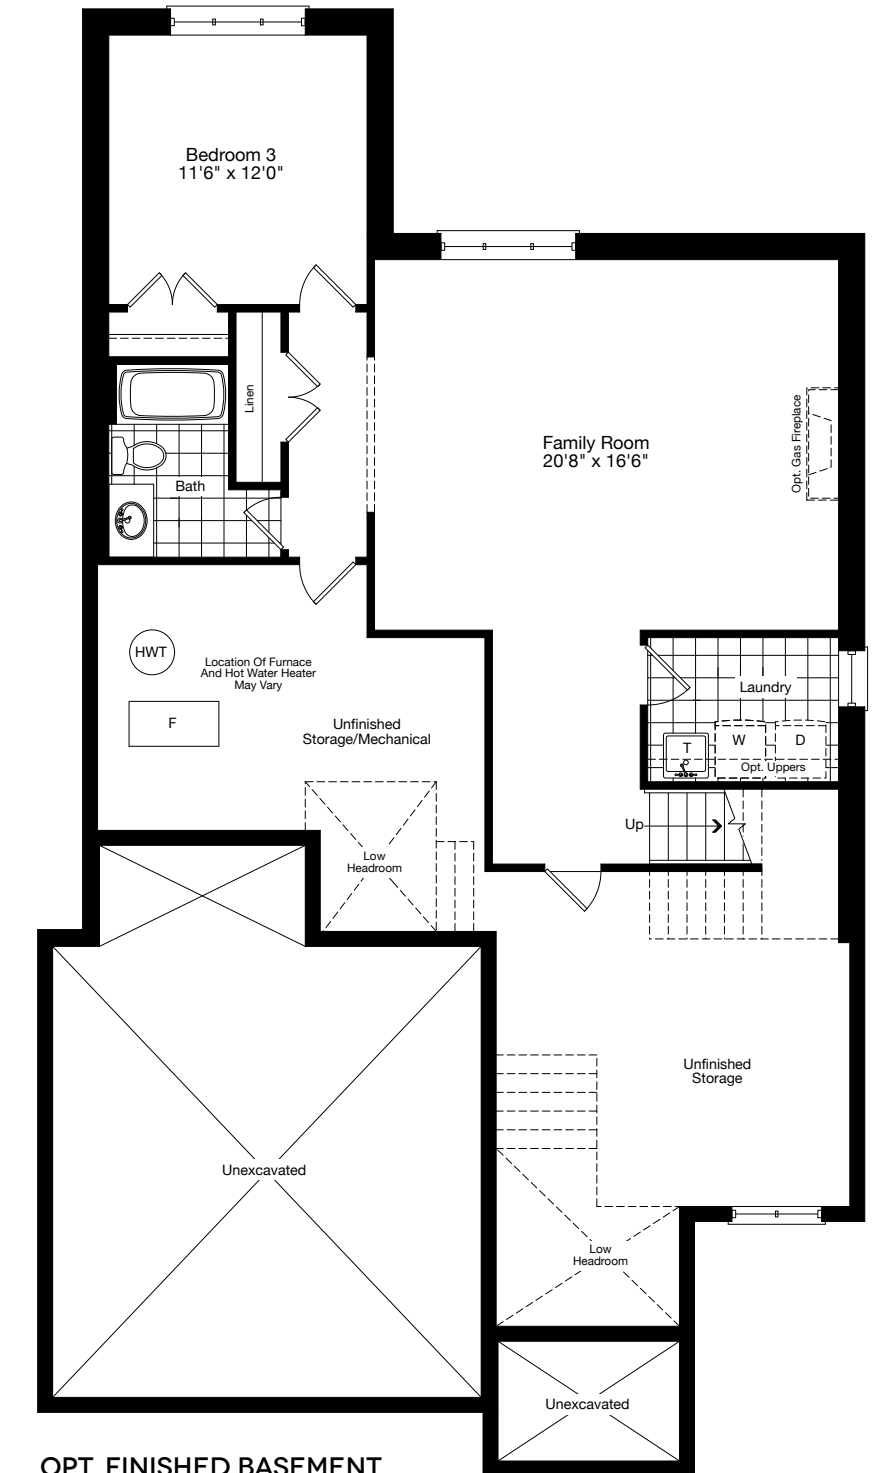 Bedroom 3
11'6" x 12'0"
Linen
Bath
Family Room
20'8" x 16'6"
Opt. Gas Fireplace
HWT
Location Of Furnace
And Hot Water Heater
May Vary
F
Unfinished
Storage/Mechanical
Laundry
T
W
D
Opt. Uppers
Up
Low
Headroom
Unfinished
Storage
Unexcavated
Low
Headroom
Unexcavated
OPT. FINISHED BASEMENT